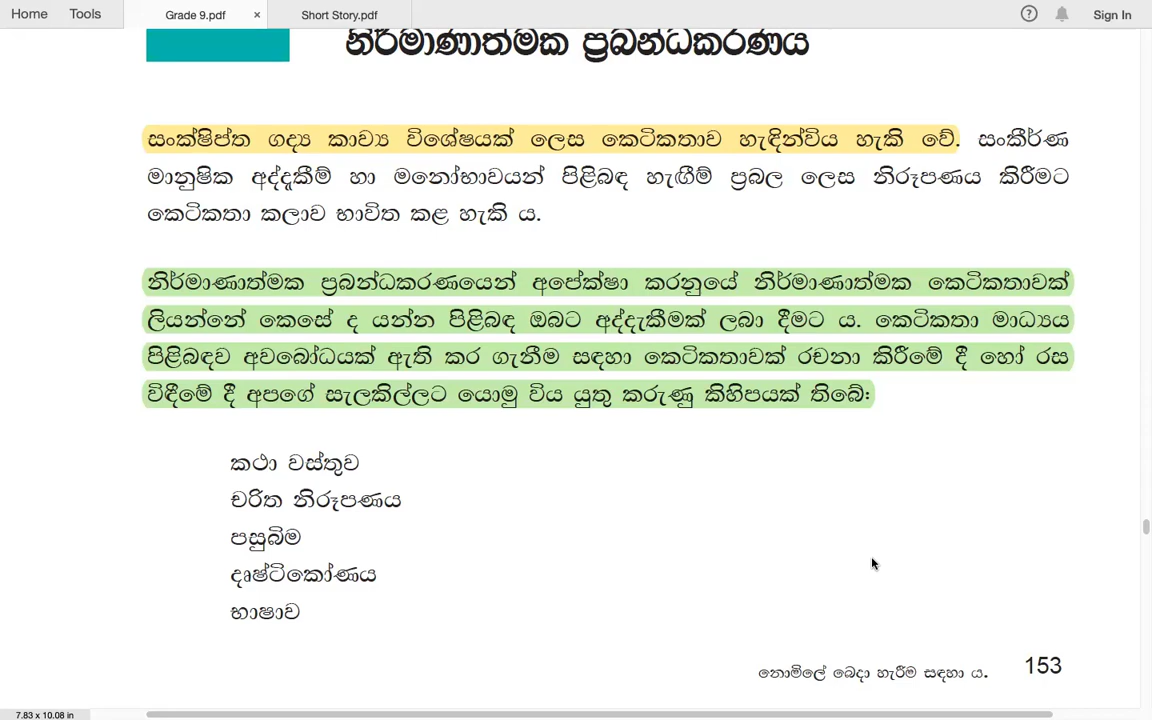 Home Tools Grade 9.pdf × Short Story.pdf ? Sign In
නිර්මාණාත්මක ප්‍රබන්ධකරණය
සංක්ෂිප්ත ගද්‍ය කාව්‍ය විශේෂයක් ලෙස කෙටිකතාව හැඳින්විය හැකි වේ. සංකීර්ණ
මානුෂික අද්දැකීම් හා මනෝභාවයන් පිළිබඳ හැඟීම් ප්‍රබල ලෙස නිරූපණය කිරීමට
කෙටිකතා කලාව භාවිත කළ හැකි ය.
නිර්මාණාත්මක ප්‍රබන්ධකරණයෙන් අපේක්ෂා කරනුයේ නිර්මාණාත්මක කෙටිකතාවක්
ලියන්නේ කෙසේ ද යන්න පිළිබඳ ඔබට අද්දැකීමක් ලබා දීමට ය. කෙටිකතා මාධ්‍යය
පිළිබඳව අවබෝධයක් ඇති කර ගැනීම සඳහා කෙටිකතාවක් රචනා කිරීමේ දී හෝ රස
විඳීමේ දී අපගේ සැලකිල්ලට යොමු විය යුතු කරුණු කිහිපයක් තිබේ:
කථා වස්තුව
චරිත නිරූපණය
පසුබිම
දෘෂ්ටිකෝණය
භාෂාව
නොමිලේ බෙදා හැරීම සඳහා ය. 153
7.83 x 10.08 in